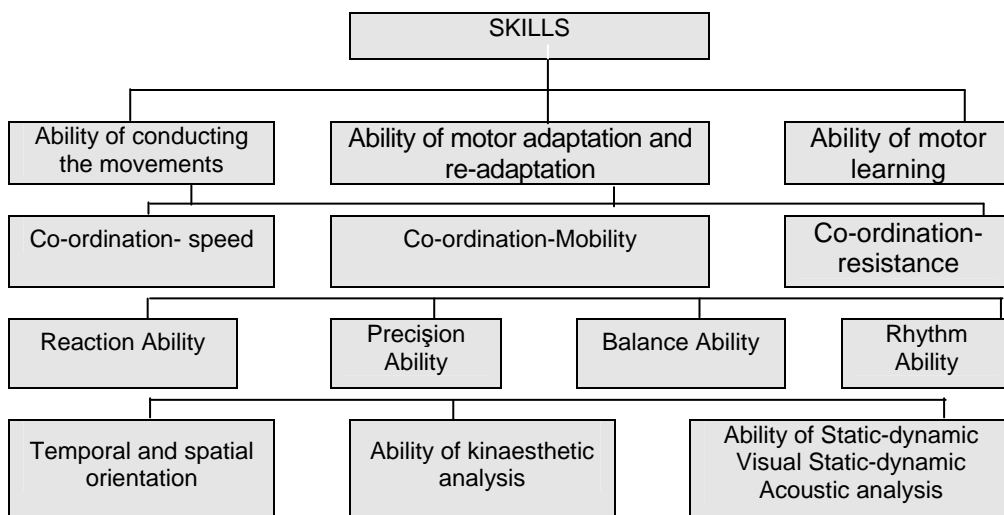 SKILLS
Ability of conducting
the movements
Ability of motor adaptation and
re-adaptation
Ability of motor
learning
Co-ordination- speed
Co-ordination-Mobility
Co-ordination-
resistance
Reaction Ability
Precişion
Ability
Balance Ability
Rhythm
Ability
Temporal and spatial
orientation
Ability of kinaesthetic
analysis
Ability of Static-dynamic
Visual Static-dynamic
Acoustic analysis